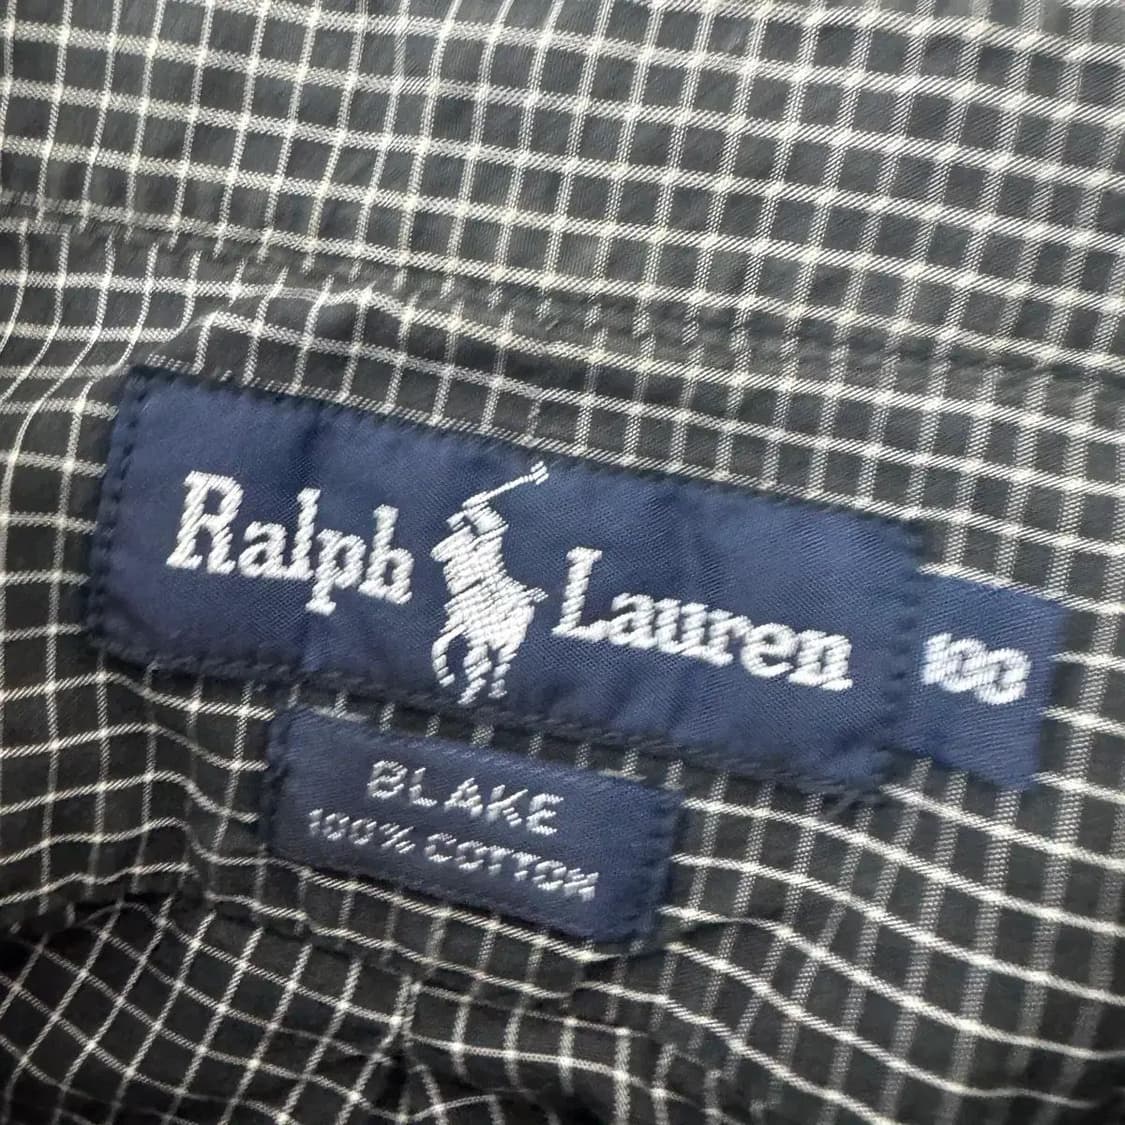 Ralph Lauren
100
BLAKE
100% COTTON